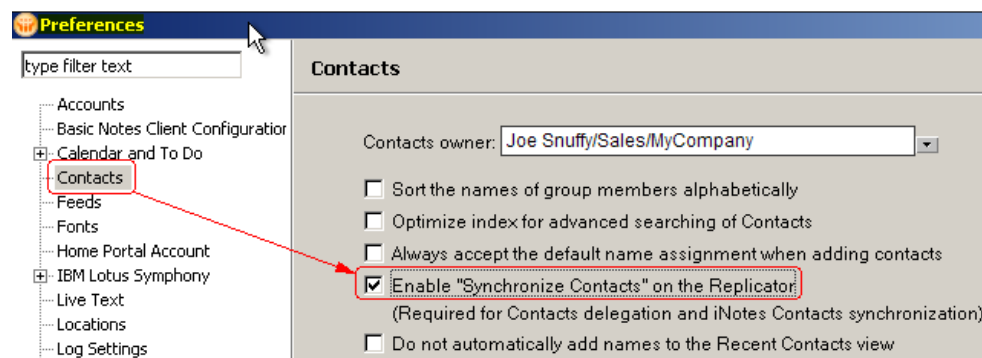 Preferences
type filter text
Accounts
Basic Notes Client Configuration
Calendar and To Do
Contacts
Feeds
Fonts
Home Portal Account
IBM Lotus Symphony
Live Text
Locations
Log Settings
Contacts
Contacts owner: Joe Snuffy/Sales/MyCompany
Sort the names of group members alphabetically
Optimize index for advanced searching of Contacts
Always accept the default name assignment when adding contacts
Enable "Synchronize Contacts" on the Replicator
(Required for Contacts delegation and iNotes Contacts synchronization)
Do not automatically add names to the Recent Contacts view